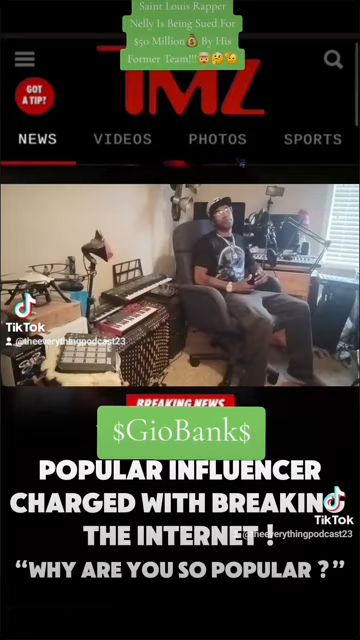 Saint Louis Rapper
Nelly Is Being Sued For
$50 Million💰 By His
Former Team!!!🤯🤔🫡
TMZ
GOT
A TIP?
NEWS
VIDEOS
PHOTOS
SPORTS
TikTok
@theeverythingpodcast23
BREAKING NEWS
$GioBank$
POPULAR INFLUENCER
CHARGED WITH BREAKING
THE INTERNET !
TikTok
@theeverythingpodcast23
“WHY ARE YOU SO POPULAR ?”